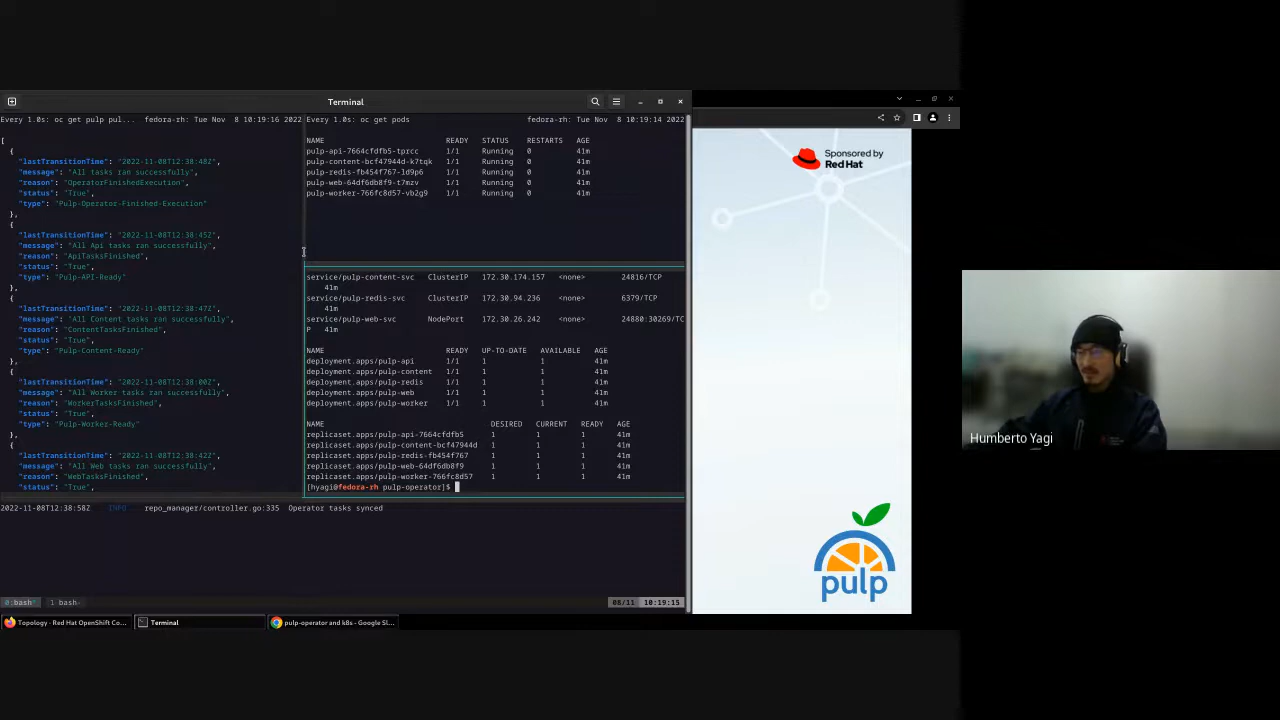 Terminal
Every 1.0s: oc get pulp pul... fedora-rh: Tue Nov 8 10:19:16 2022
[
{
"lastTransitionTime": "2022-11-08T12:38:48Z",
"message": "All tasks ran successfully",
"reason": "OperatorFinishedExecution",
"status": "True",
"type": "Pulp-Operator-Finished-Execution"
},
{
"lastTransitionTime": "2022-11-08T12:38:45Z",
"message": "All Api tasks ran successfully",
"reason": "ApiTasksFinished",
"status": "True",
"type": "Pulp-API-Ready"
},
{
"lastTransitionTime": "2022-11-08T12:38:47Z",
"message": "All Content tasks ran successfully",
"reason": "ContentTasksFinished",
"status": "True",
"type": "Pulp-Content-Ready"
},
{
"lastTransitionTime": "2022-11-08T12:38:00Z",
"message": "All Worker tasks ran successfully",
"reason": "WorkerTasksFinished",
"status": "True",
"type": "Pulp-Worker-Ready"
},
{
"lastTransitionTime": "2022-11-08T12:38:42Z",
"message": "All Web tasks ran successfully",
"reason": "WebTasksFinished",
"status": "True",
Every 1.0s: oc get pods fedora-rh: Tue Nov 8 10:19:14 2022
NAME READY STATUS RESTARTS AGE
pulp-api-7664cfdfb5-tprcc 1/1 Running 0 41m
pulp-content-bcf47944d-k7tqk 1/1 Running 0 41m
pulp-redis-fb454f767-ld9p6 1/1 Running 0 41m
pulp-web-64df6db8f9-t7mzv 1/1 Running 0 41m
pulp-worker-766fc8d57-vb2g9 1/1 Running 0 41m
service/pulp-content-svc ClusterIP 172.30.174.157 <none> 24816/TCP
41m
service/pulp-redis-svc ClusterIP 172.30.94.236 <none> 6379/TCP
41m
service/pulp-web-svc NodePort 172.30.26.242 <none> 24880:30269/TC
P 41m
NAME READY UP-TO-DATE AVAILABLE AGE
deployment.apps/pulp-api 1/1 1 1 41m
deployment.apps/pulp-content 1/1 1 1 41m
deployment.apps/pulp-redis 1/1 1 1 41m
deployment.apps/pulp-web 1/1 1 1 41m
deployment.apps/pulp-worker 1/1 1 1 41m
NAME DESIRED CURRENT READY AGE
replicaset.apps/pulp-api-7664cfdfb5 1 1 1 41m
replicaset.apps/pulp-content-bcf47944d 1 1 1 41m
replicaset.apps/pulp-redis-fb454f767 1 1 1 41m
replicaset.apps/pulp-web-64df6db8f9 1 1 1 41m
replicaset.apps/pulp-worker-766fc8d57 1 1 1 41m
[hyagi@fedora-rh pulp-operator]$
2022-11-08T12:38:58Z INFO repo_manager/controller.go:335 Operator tasks synced
0:bash* 1 bash-
08/11 10:19:15
Topology - Red Hat OpenShift Co...
Terminal
pulp-operator and k8s - Google Sl...
Sponsored by
Red Hat
pulp
Humberto Yagi